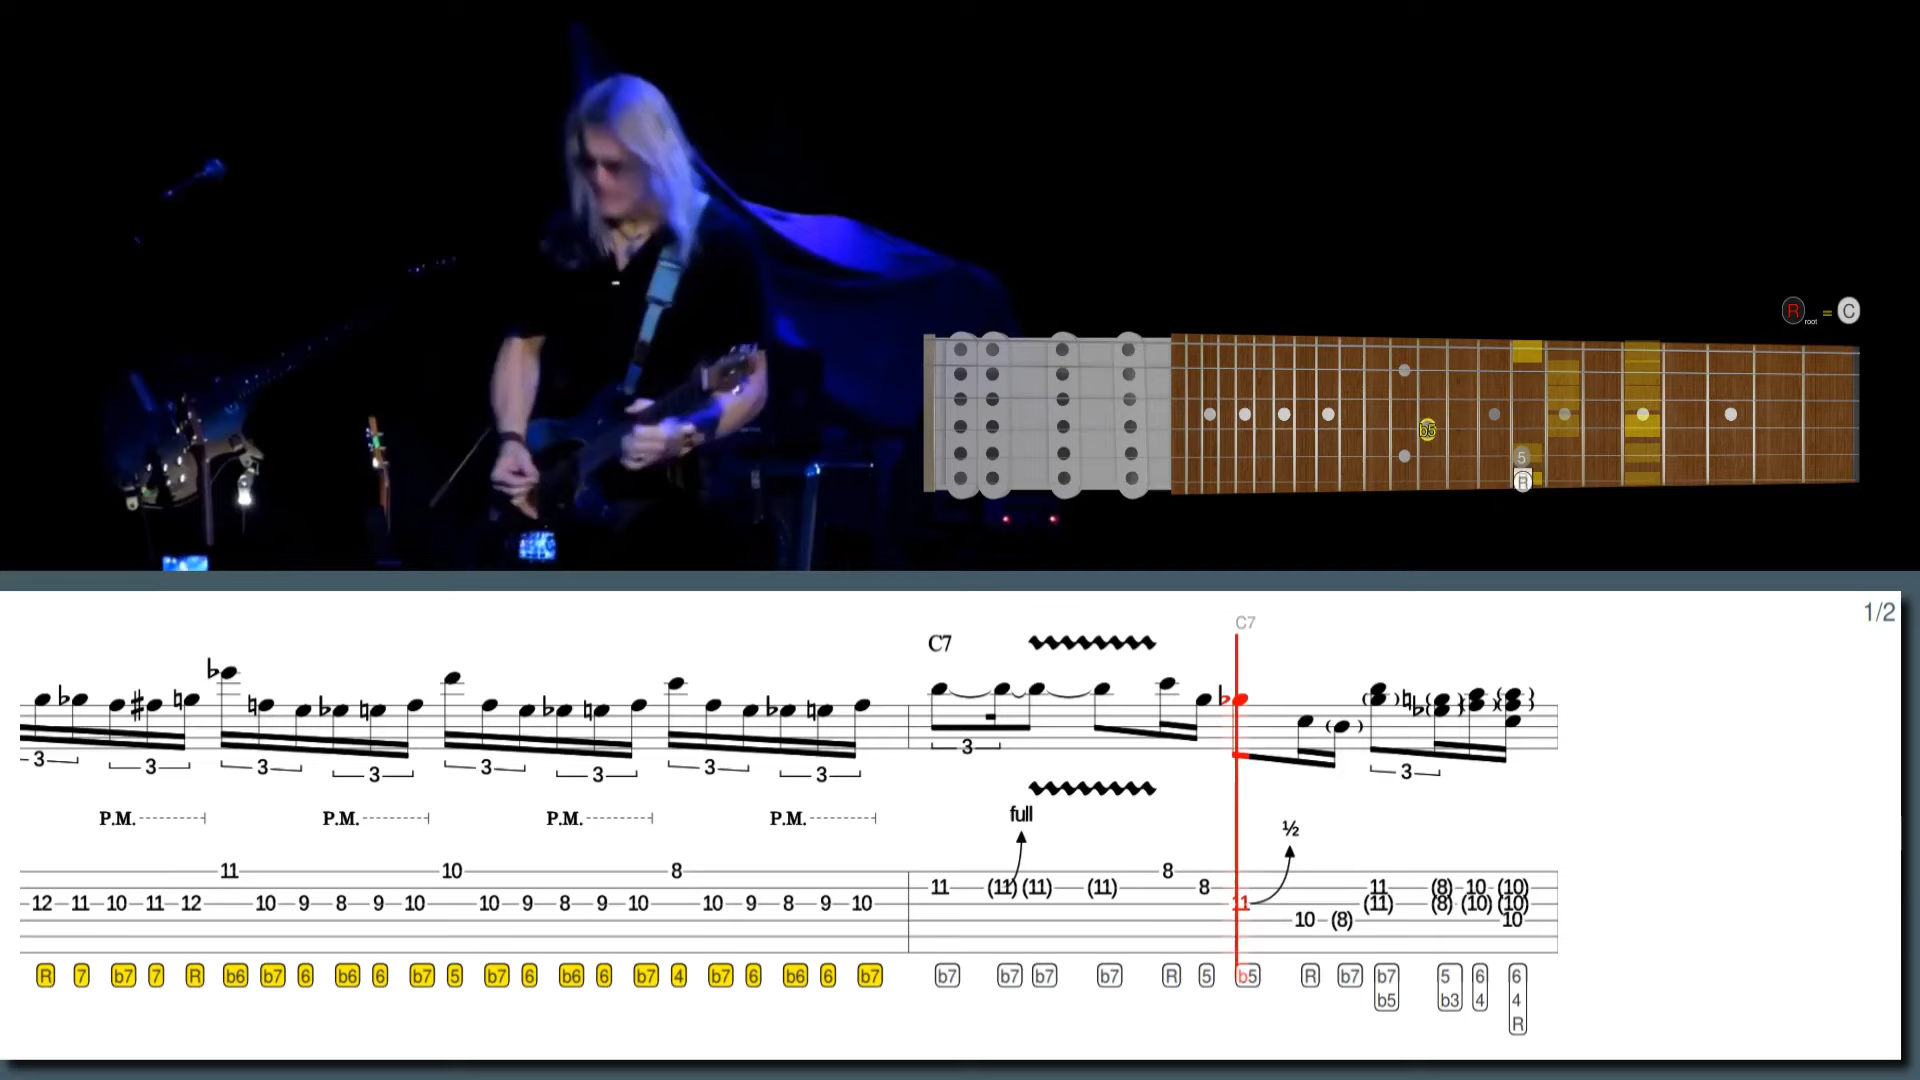 R root = C
b5
5
R
1/2
C7
C7
3 3 3 3 3 3 3 3 3 3
P.M. P.M. P.M. P.M.
full
½
11 10 8 8
11 (11) (11) (11) 8 11 (8) 10 (10)
12 11 10 11 12 10 9 8 9 10 10 9 8 9 10 10 9 8 9 10 11 (11) (8) (10) (10)
10 (8) 10
R 7 b7 7 R b6 b7 6 b6 6 b7 5 b7 6 b6 6 b7 4 b7 6 b6 6 b7 b7 b7 b7 b7 R 5 b5 R b7 b7 5 6 6
b5 b3 4 4
R